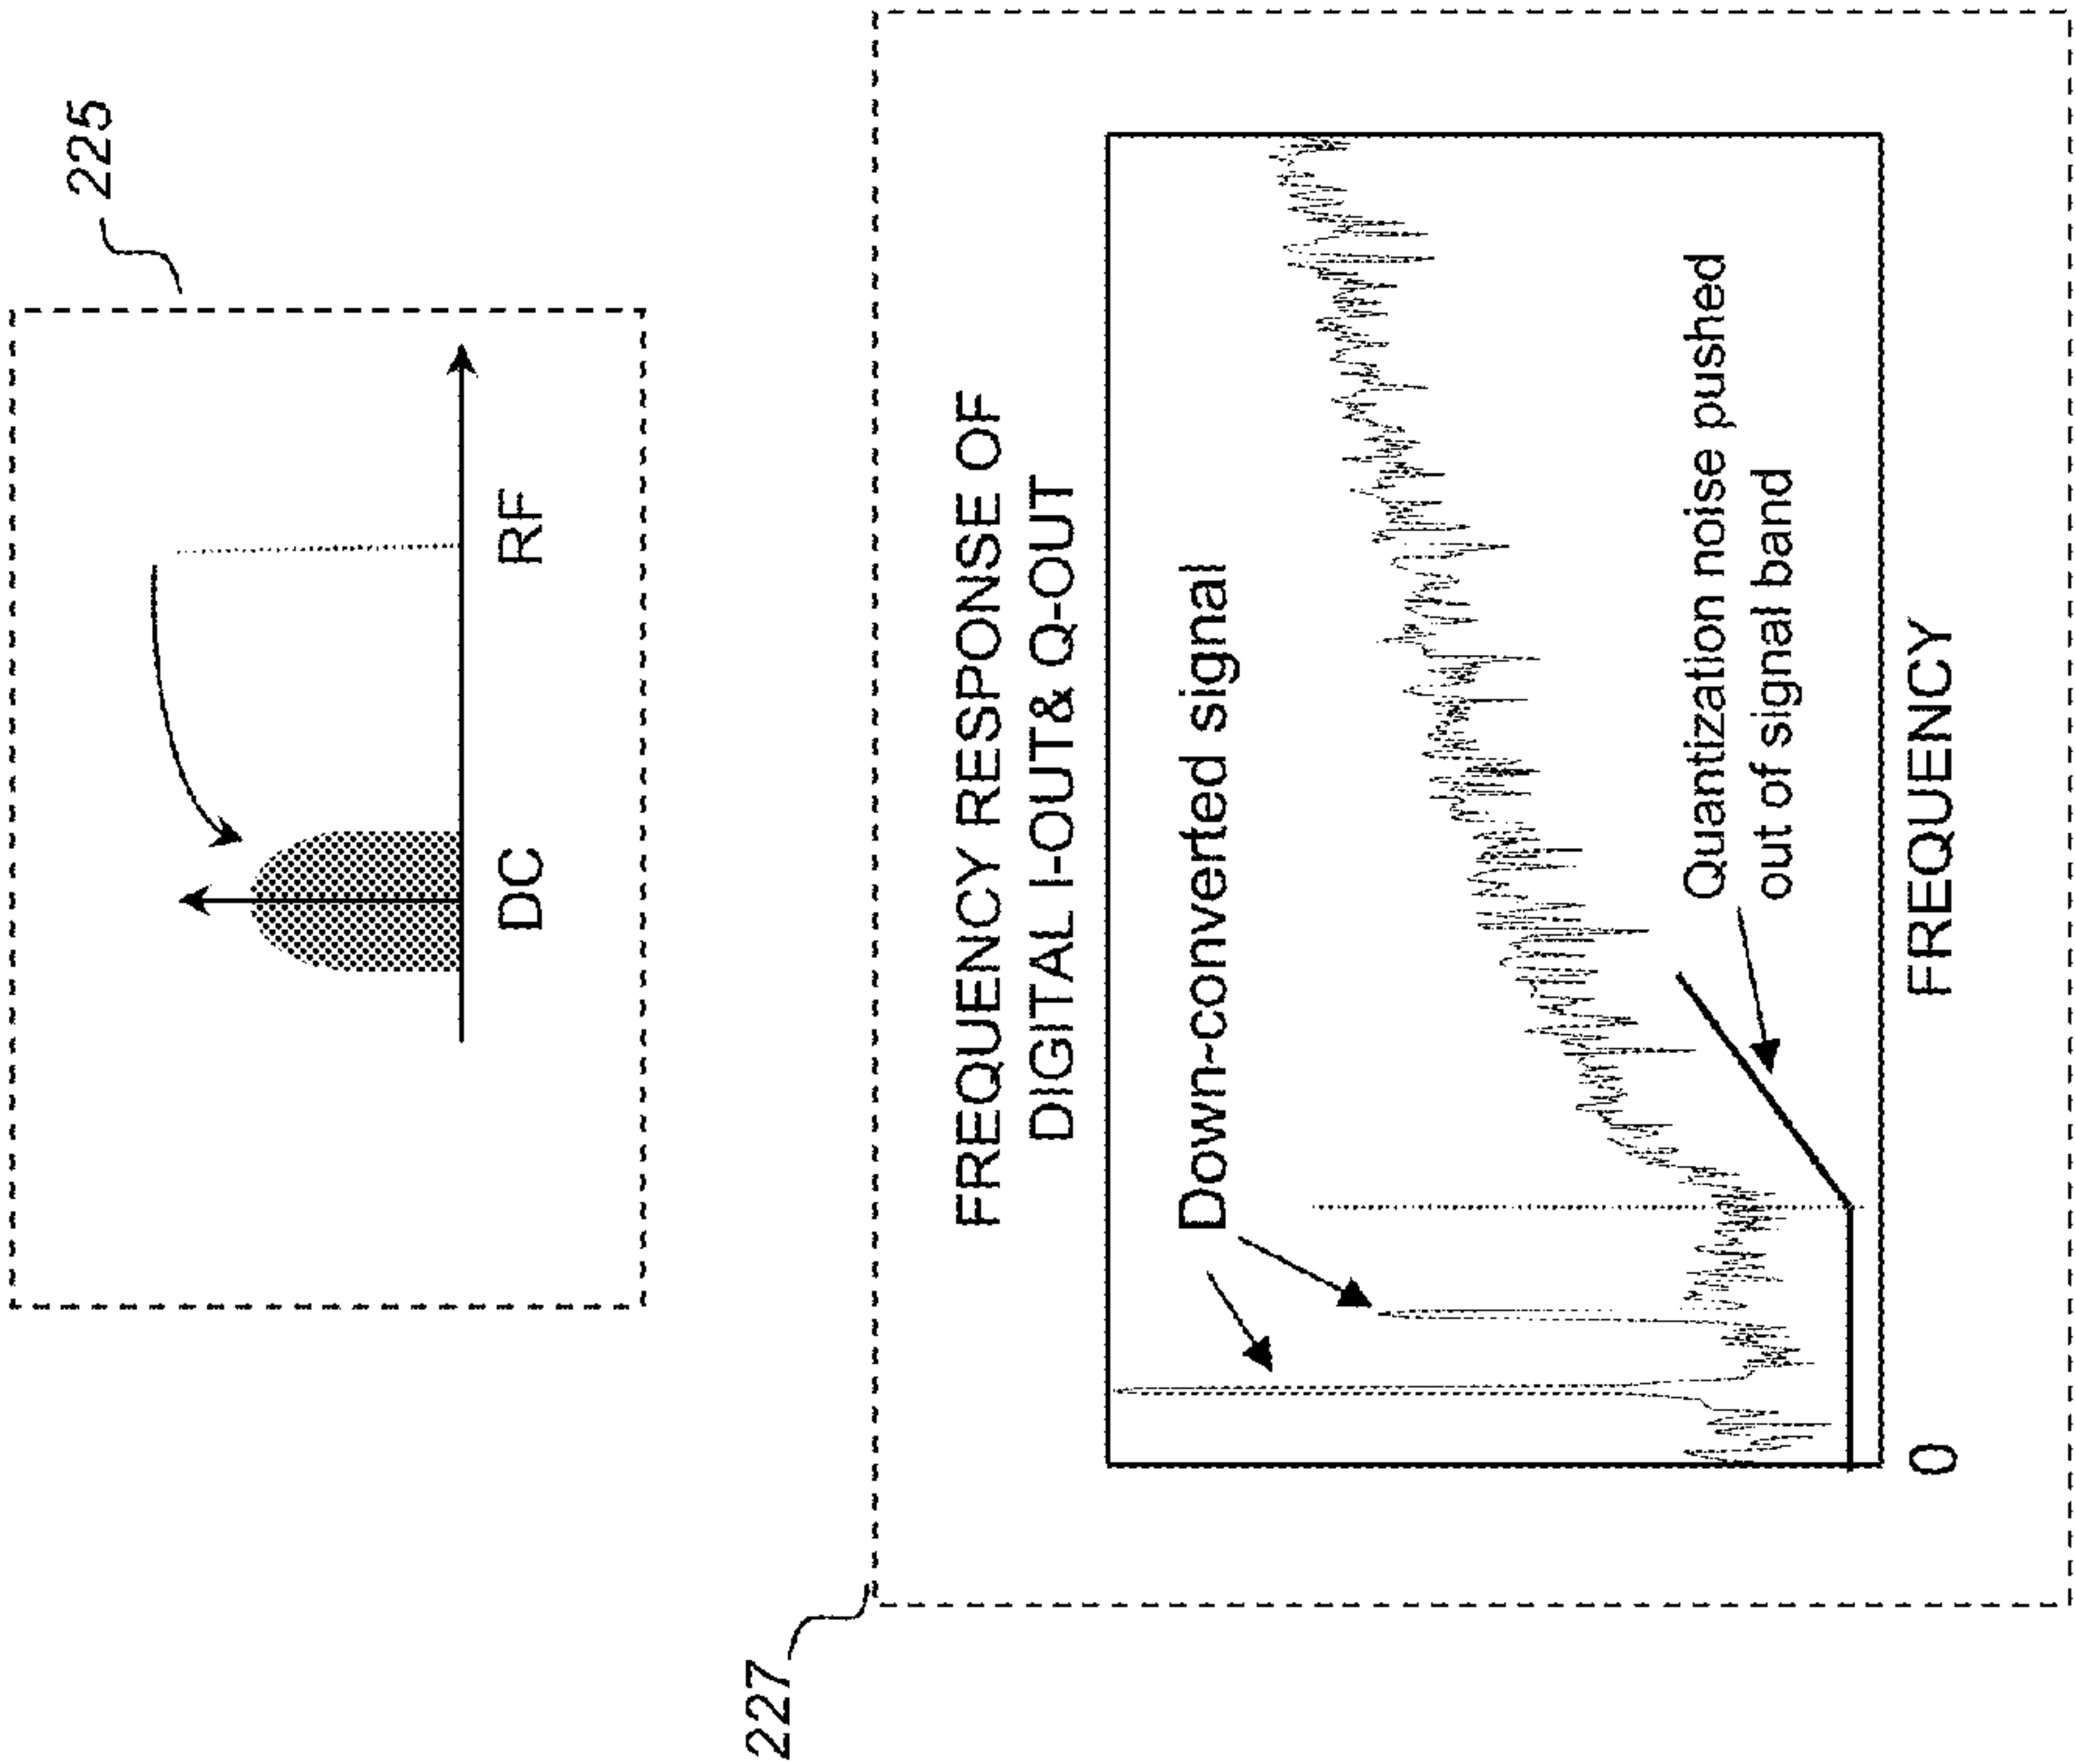 225
DC
RF
227
FREQUENCY RESPONSE OF
DIGITAL I-OUT& Q-OUT
Down-converted signal
Quantization noise pushed
out of signal band
0
FREQUENCY